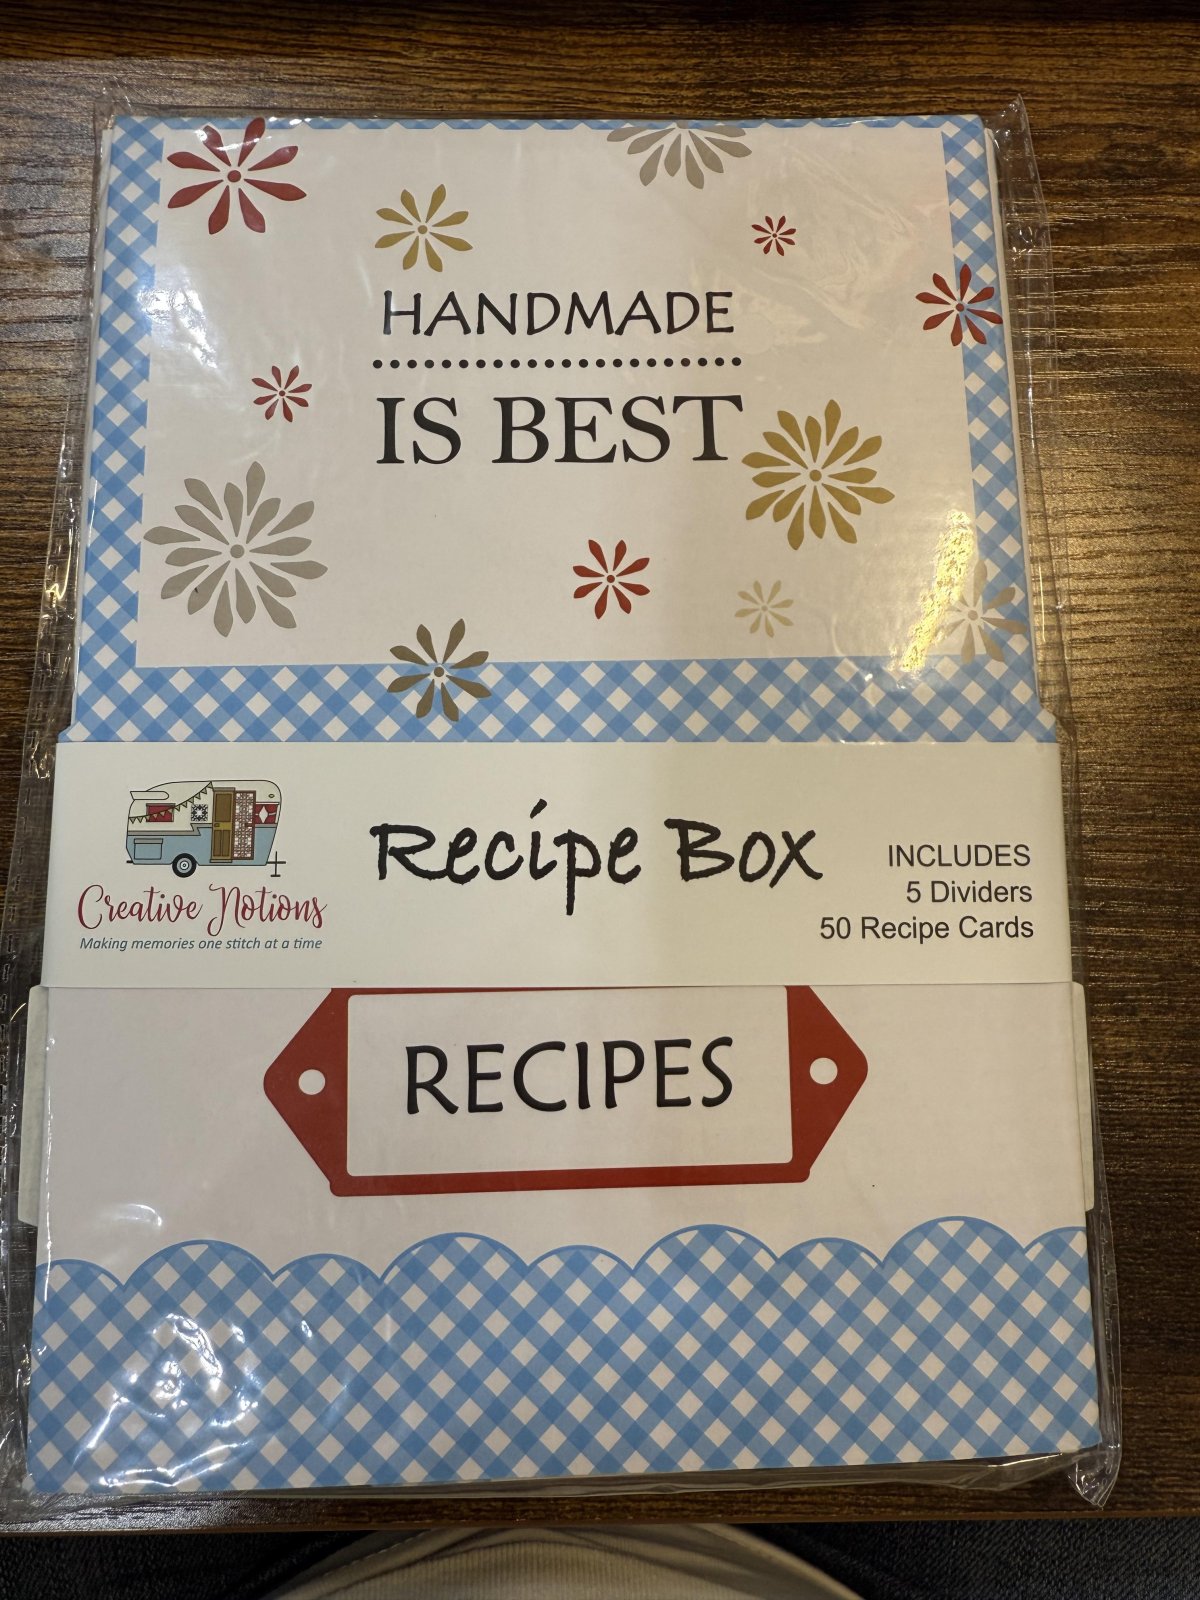 HANDMADE
IS BEST
Creative Notions
Making memories one stitch at a time
Recipe Box
INCLUDES
5 Dividers
50 Recipe Cards
RECIPES